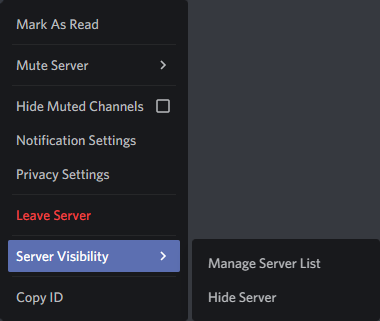 Mark As Read
Mute Server
Hide Muted Channels
Notification Settings
Privacy Settings
Leave Server
Server Visibility
Manage Server List
Hide Server
Copy ID